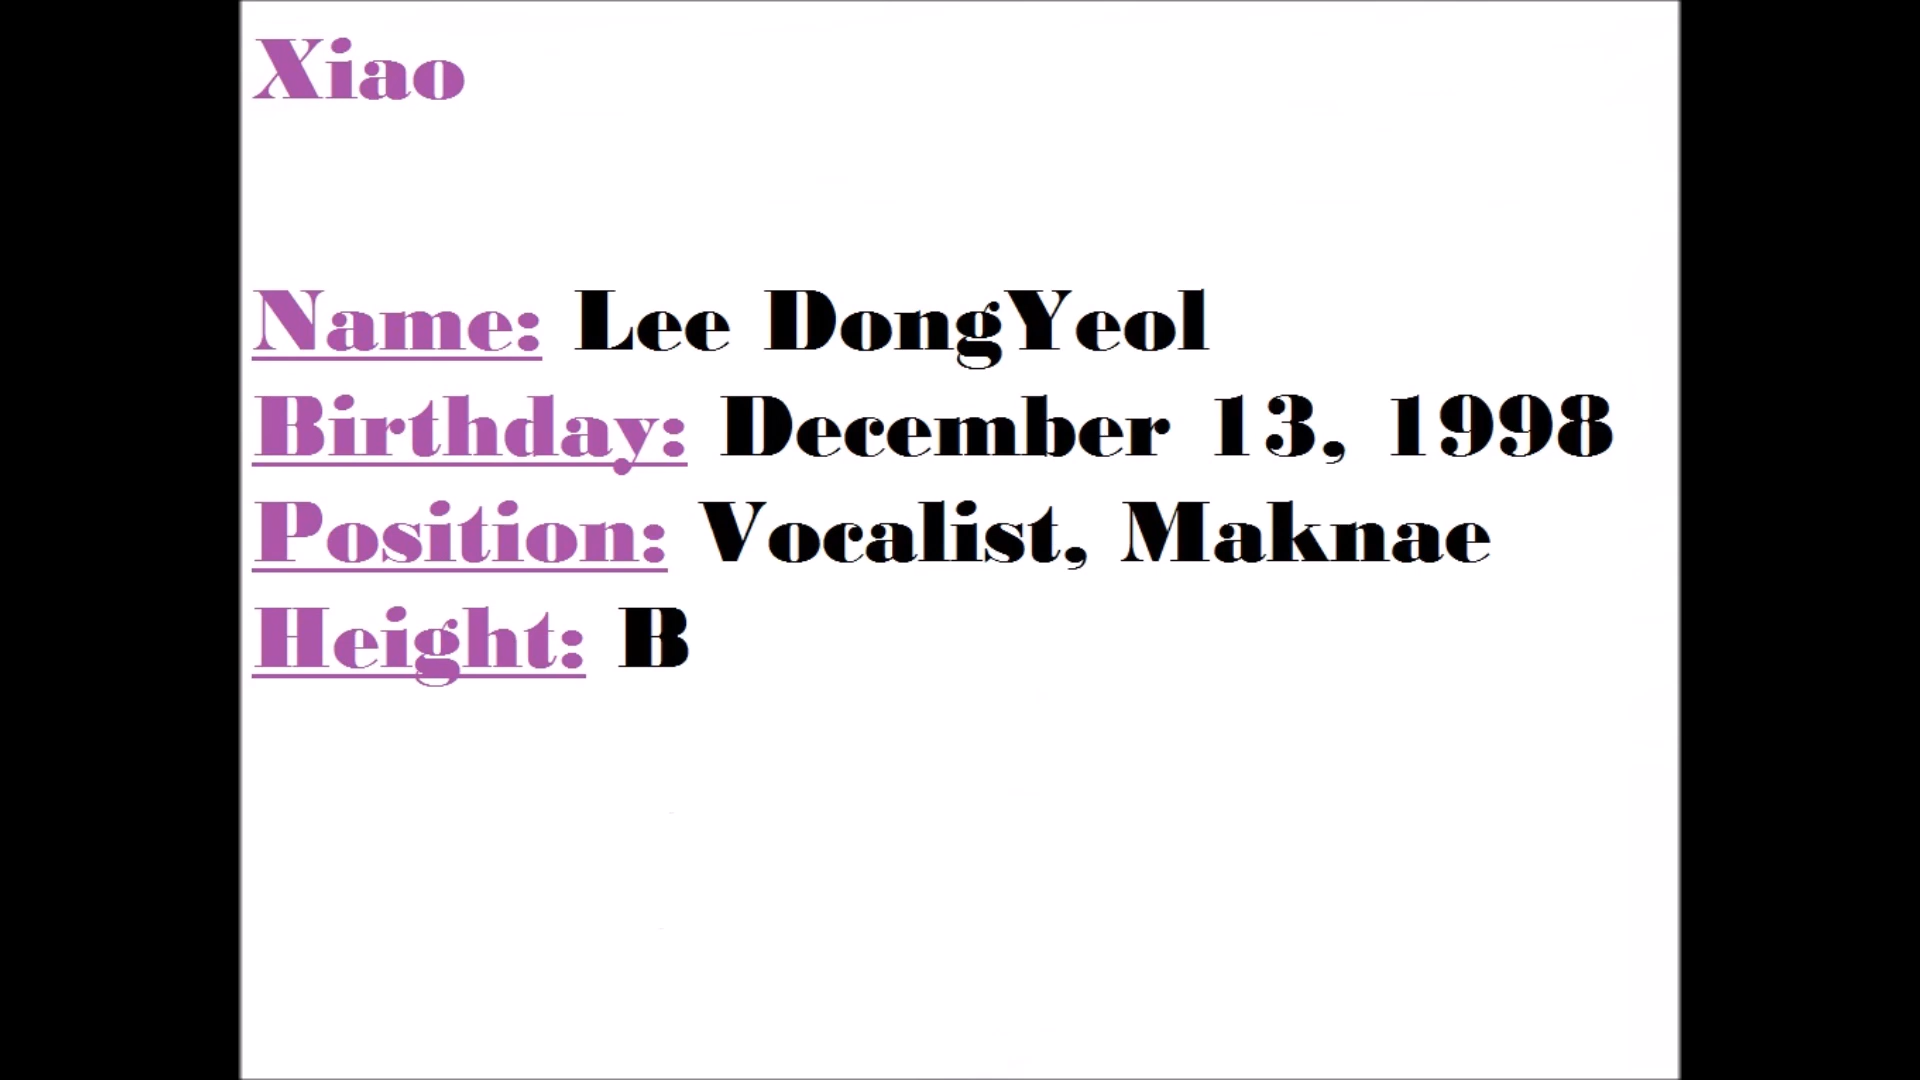 Xiao
Name: Lee DongYeol
Birthday: December 13, 1998
Position: Vocalist, Maknae
Height: B